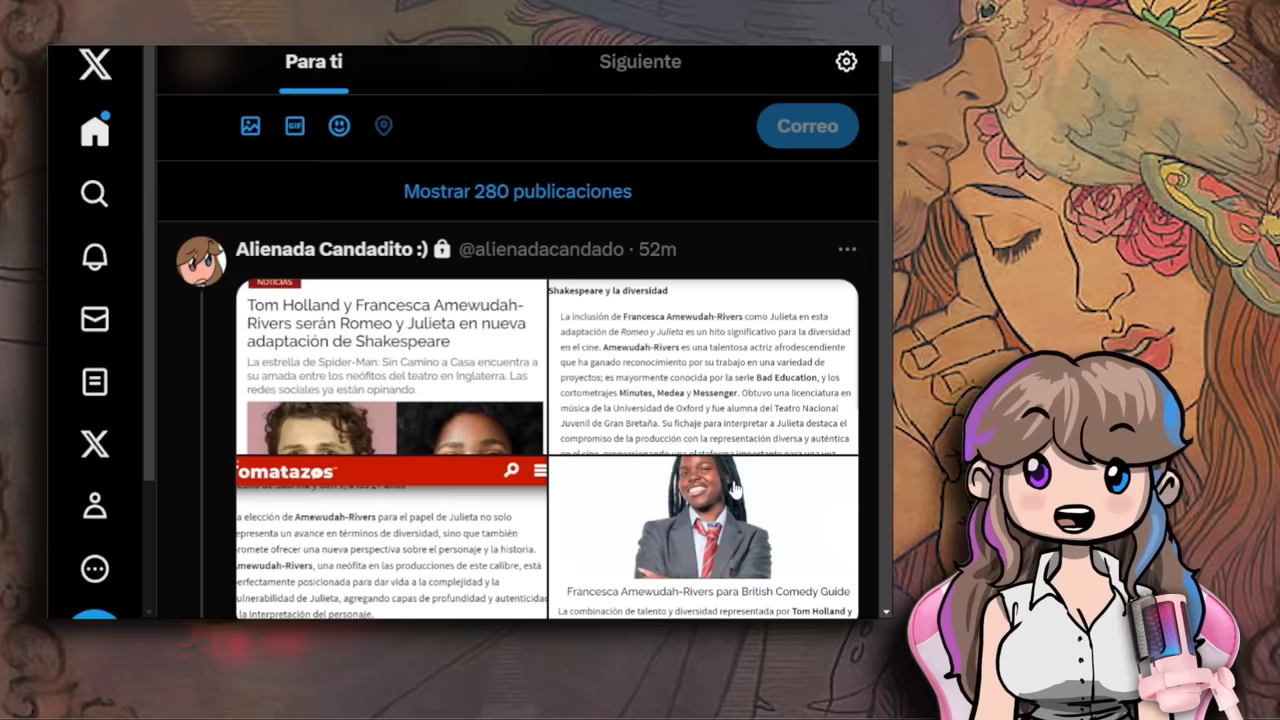 Para ti
Siguiente
GIF
Correo
Mostrar 280 publicaciones
Alienada Candadito :) @alienadacandado · 52m
NOTICIAS
Tom Holland y Francesca Amewudah-
Rivers serán Romeo y Julieta en nueva
adaptación de Shakespeare
La estrella de Spider-Man: Sin Camino a Casa encuentra a
su amada entre los neófitos del teatro en Inglaterra. Las
redes sociales ya están opinando.
Shakespeare y la diversidad
La inclusión de Francesca Amewudah-Rivers como Julieta en esta
adaptación de Romeo y Julieta es un hito significativo para la diversidad
en el cine. Amewudah-Rivers es una talentosa actriz afrodescendiente
que ha ganado reconocimiento por su trabajo en una variedad de
proyectos; es mayormente conocida por la serie Bad Education, y los
cortometrajes Minutes, Medea y Messenger. Obtuvo una licenciatura en
música de la Universidad de Oxford y fue alumna del Teatro Nacional
Juvenil de Gran Bretaña. Su fichaje para interpretar a Julieta destaca el
compromiso de la producción con la representación diversa y auténtica
omatazos
a elección de Amewudah-Rivers para el papel de Julieta no solo
epresenta un avance en términos de diversidad, sino que también
romete ofrecer una nueva perspectiva sobre el personaje y la historia.
mewudah-Rivers, una neófita en las producciones de este calibre, está
erfectamente posicionada para dar vida a la complejidad y la
ulnerabilidad de Julieta, agregando capas de profundidad y autenticidad
la interpretación del personaje.
Francesca Amewudah-Rivers para British Comedy Guide
La combinación de talento y diversidad representada por Tom Holland y